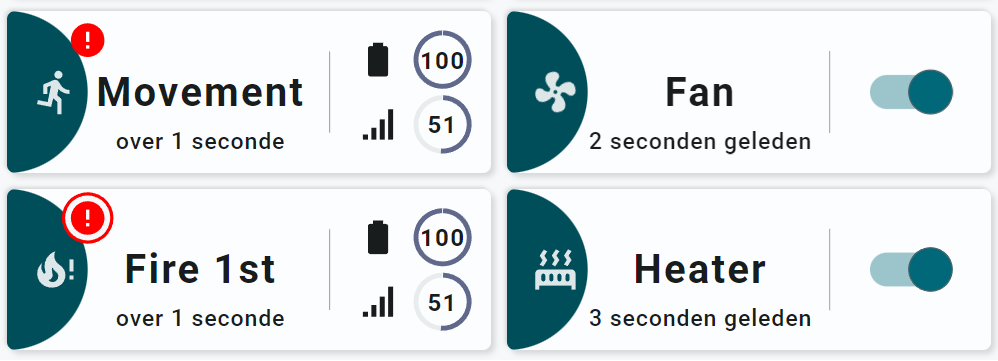 Movement
over 1 seconde
100
51
Fan
2 seconden geleden
Fire 1st
over 1 seconde
100
51
Heater
3 seconden geleden